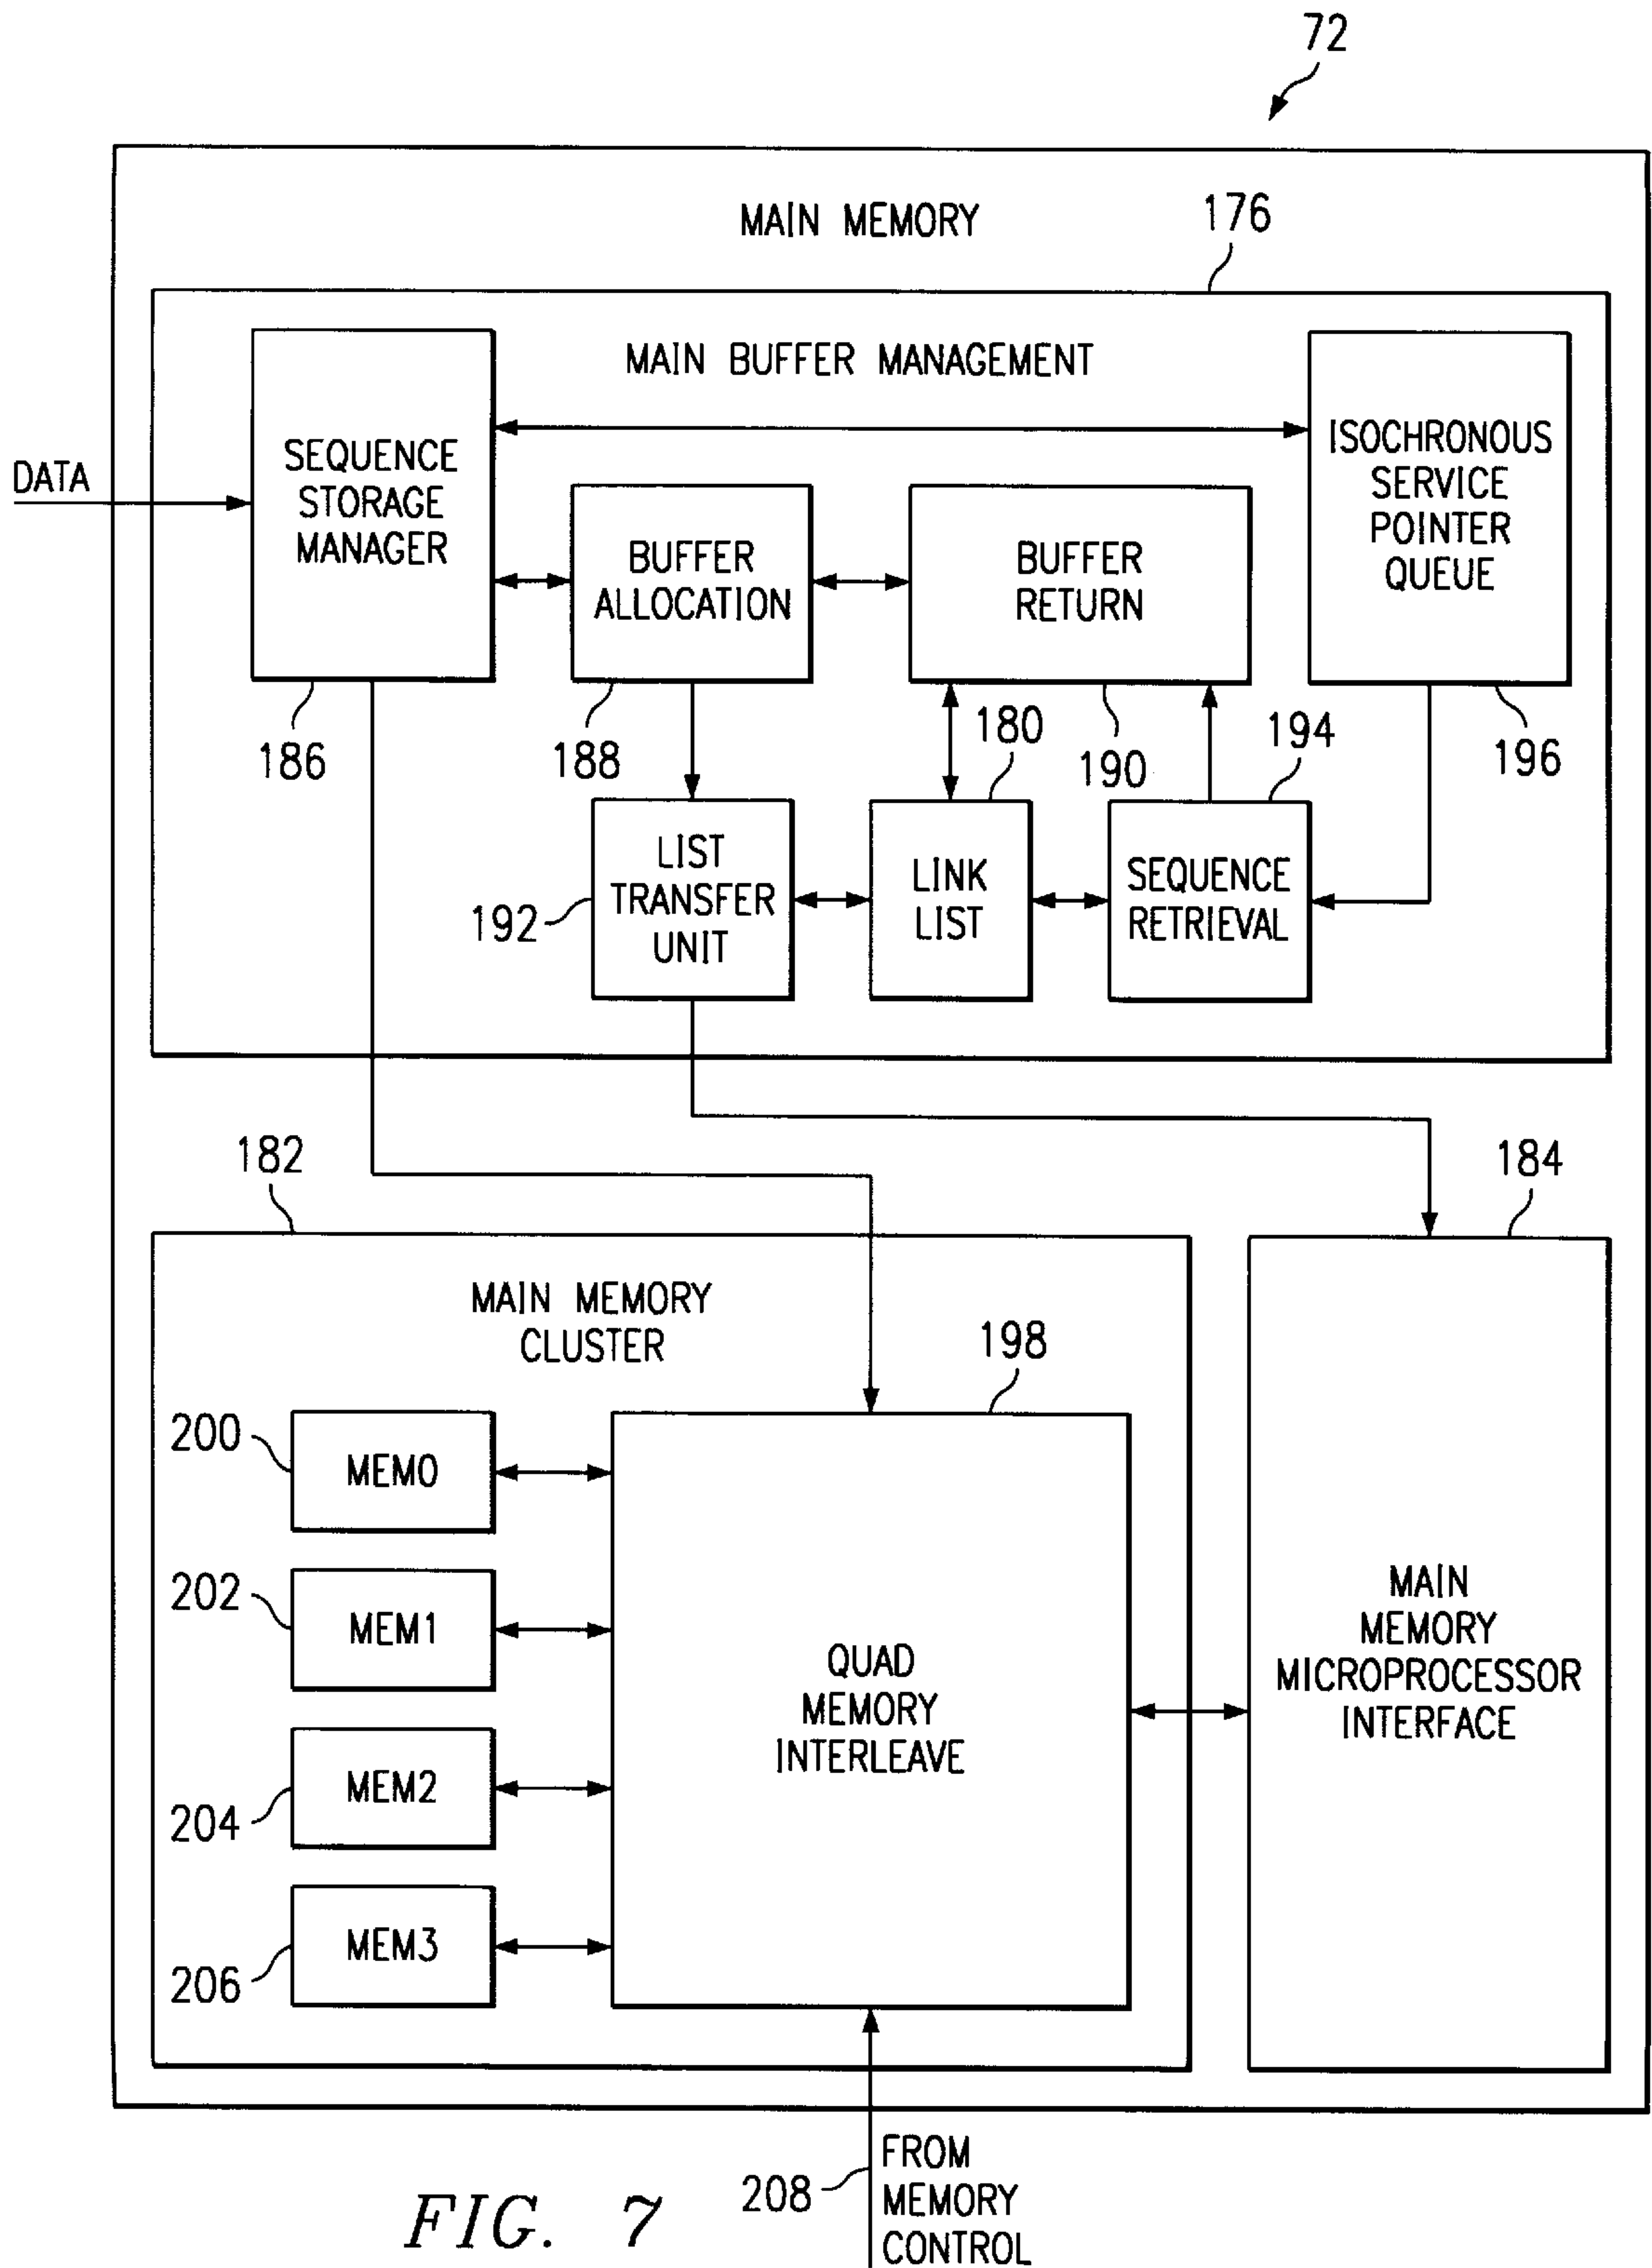 72
MAIN MEMORY
176
MAIN BUFFER MANAGEMENT
DATA
SEQUENCE
STORAGE
MANAGER
186
BUFFER
ALLOCATION
188
BUFFER
RETURN
190
ISOCHRONOUS
SERVICE
POINTER
QUEUE
196
LIST
TRANSFER
UNIT
192
LINK
LIST
180
SEQUENCE
RETRIEVAL
194
182
MAIN MEMORY
CLUSTER
184
198
200
MEM0
202
MEM1
204
MEM2
206
MEM3
QUAD
MEMORY
INTERLEAVE
MAIN
MEMORY
MICROPROCESSOR
INTERFACE
208
FROM
MEMORY
CONTROL
FIG. 7